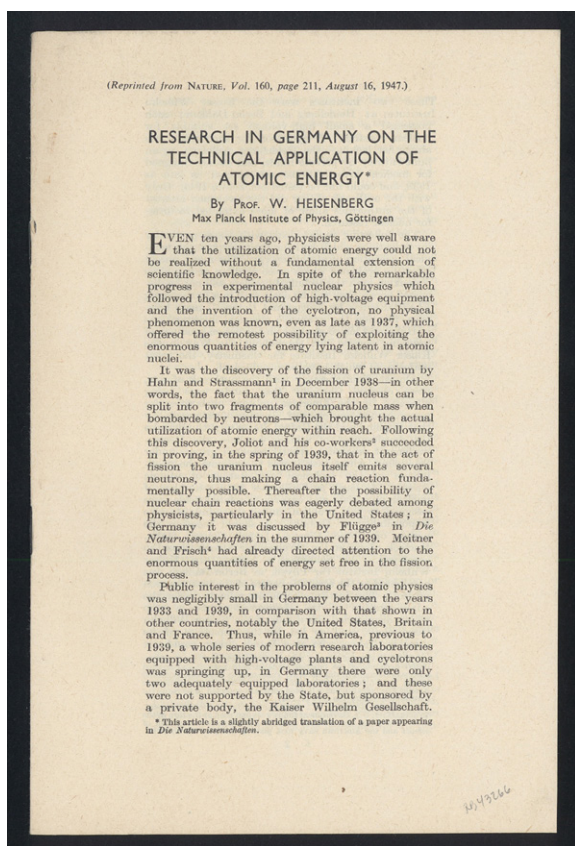 (Reprinted from NATURE, Vol. 160, page 211, August 16, 1947.)
RESEARCH IN GERMANY ON THE
TECHNICAL APPLICATION OF
ATOMIC ENERGY*
By PROF. W. HEISENBERG
Max Planck Institute of Physics, Göttingen
EVEN ten years ago, physicists were well aware
that the utilization of atomic energy could not
be realized without a fundamental extension of
scientific knowledge. In spite of the remarkable
progress in experimental nuclear physics which
followed the introduction of high-voltage equipment
and the invention of the cyclotron, no physical
phenomenon was known, even as late as 1937, which
offered the remotest possibility of exploiting the
enormous quantities of energy lying latent in atomic
nuclei.
It was the discovery of the fission of uranium by
Hahn and Strassmann¹ in December 1938—in other
words, the fact that the uranium nucleus can be
split into two fragments of comparable mass when
bombarded by neutrons—which brought the actual
utilization of atomic energy within reach. Following
this discovery, Joliot and his co-workers² succeeded
in proving, in the spring of 1939, that in the act of
fission the uranium nucleus itself emits several
neutrons, thus making a chain reaction funda-
mentally possible. Thereafter the possibility of
nuclear chain reactions was eagerly debated among
physicists, particularly in the United States ; in
Germany it was discussed by Flügge³ in Die
Naturwissenschaften in the summer of 1939. Meitner
and Frisch⁴ had already directed attention to the
enormous quantities of energy set free in the fission
process.
Public interest in the problems of atomic physics
was negligibly small in Germany between the years
1933 and 1939, in comparison with that shown in
other countries, notably the United States, Britain
and France. Thus, while in America, previous to
1939, a whole series of modern research laboratories
equipped with high-voltage plants and cyclotrons
was springing up, in Germany there were only
two adequately equipped laboratories ; and these
were not supported by the State, but sponsored by
a private body, the Kaiser Wilhelm Gesellschaft.
* This article is a slightly abridged translation of a paper appearing
in Die Naturwissenschaften.